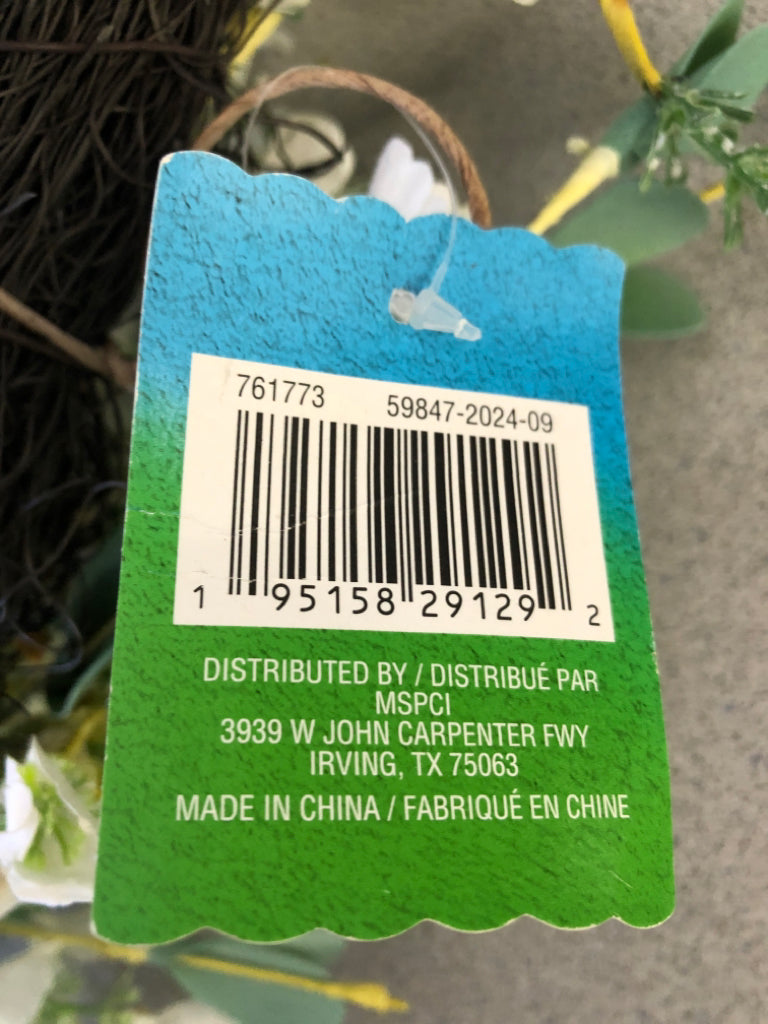 761773 59847-2024-09
1 95158 29129 2
DISTRIBUTED BY / DISTRIBUÉ PAR
MSPCI
3939 W JOHN CARPENTER FWY
IRVING, TX 75063
MADE IN CHINA / FABRIQUÉ EN CHINE